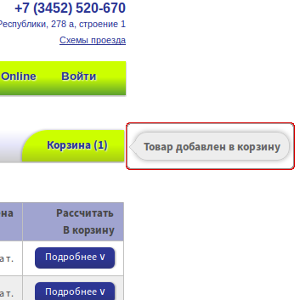 +7 (3452) 520-670
Республики, 278 а, строение 1
Схемы проезда
Online Войти
Корзина (1)
Товар добавлен в корзину
Рассчитать
В корзину
а т.
Подробнее V
а т.
Подробнее V